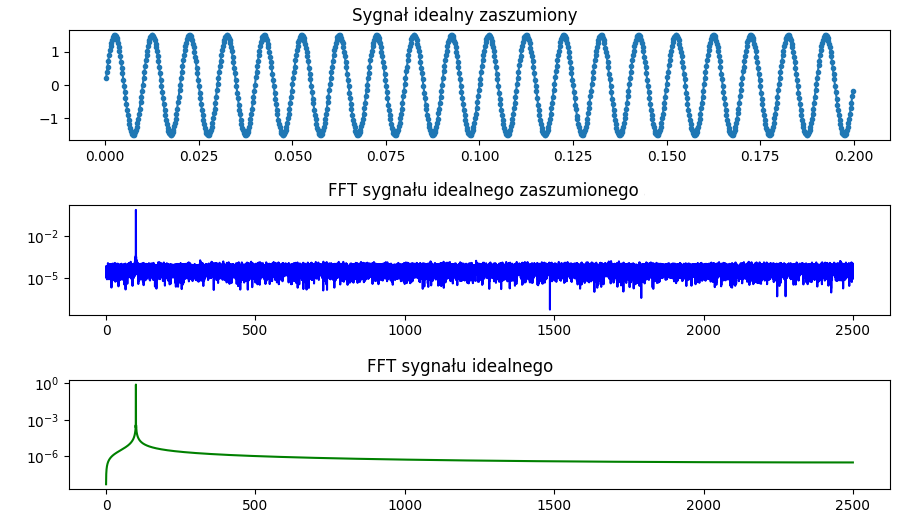 Sygnał idealny zaszumiony
1
0
−1
0.000 0.025 0.050 0.075 0.100 0.125 0.150 0.175 0.200
FFT sygnału idealnego zaszumionego
10⁻²
10⁻⁵
0 500 1000 1500 2000 2500
FFT sygnału idealnego
10⁰
10⁻³
10⁻⁶
0 500 1000 1500 2000 2500